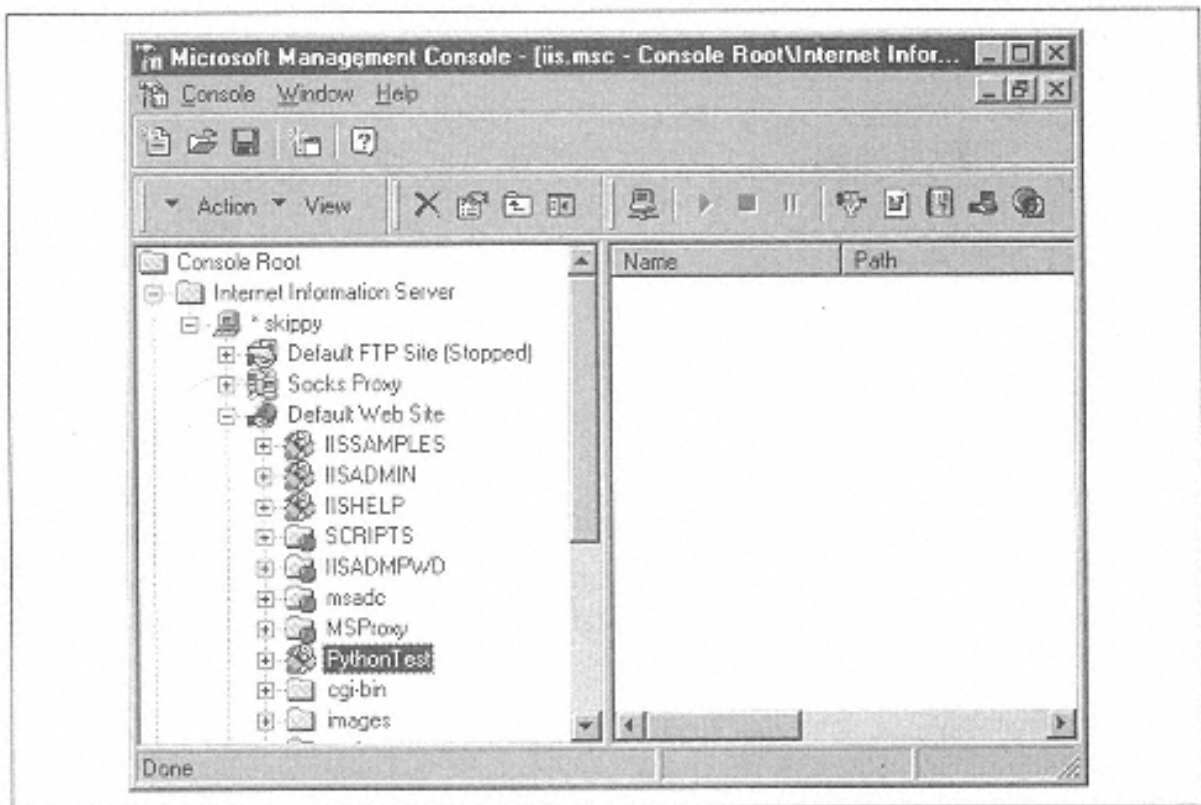 Microsoft Management Console - [iis.msc - Console Root\Internet Infor...
Console Window Help
Action View
Console Root
Internet Information Server
* skippy
Default FTP Site (Stopped)
Socks Proxy
Default Web Site
IISSAMPLES
IISADMIN
IISHELP
SCRIPTS
IISADMPWD
msadc
MSProxy
PythonTest
cgi-bin
images
Name Path
Done